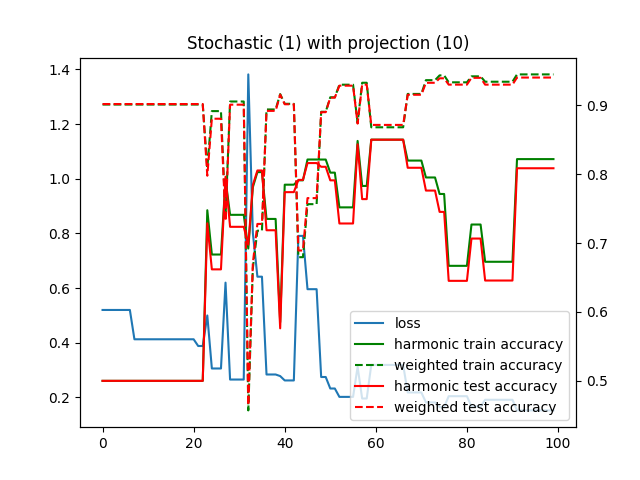 Stochastic (1) with projection (10)
1.4
1.2
1.0
0.8
0.6
0.4
0.2
0.9
0.8
0.7
0.6
0.5
loss
harmonic train accuracy
weighted train accuracy
harmonic test accuracy
weighted test accuracy
0 20 40 60 80 100